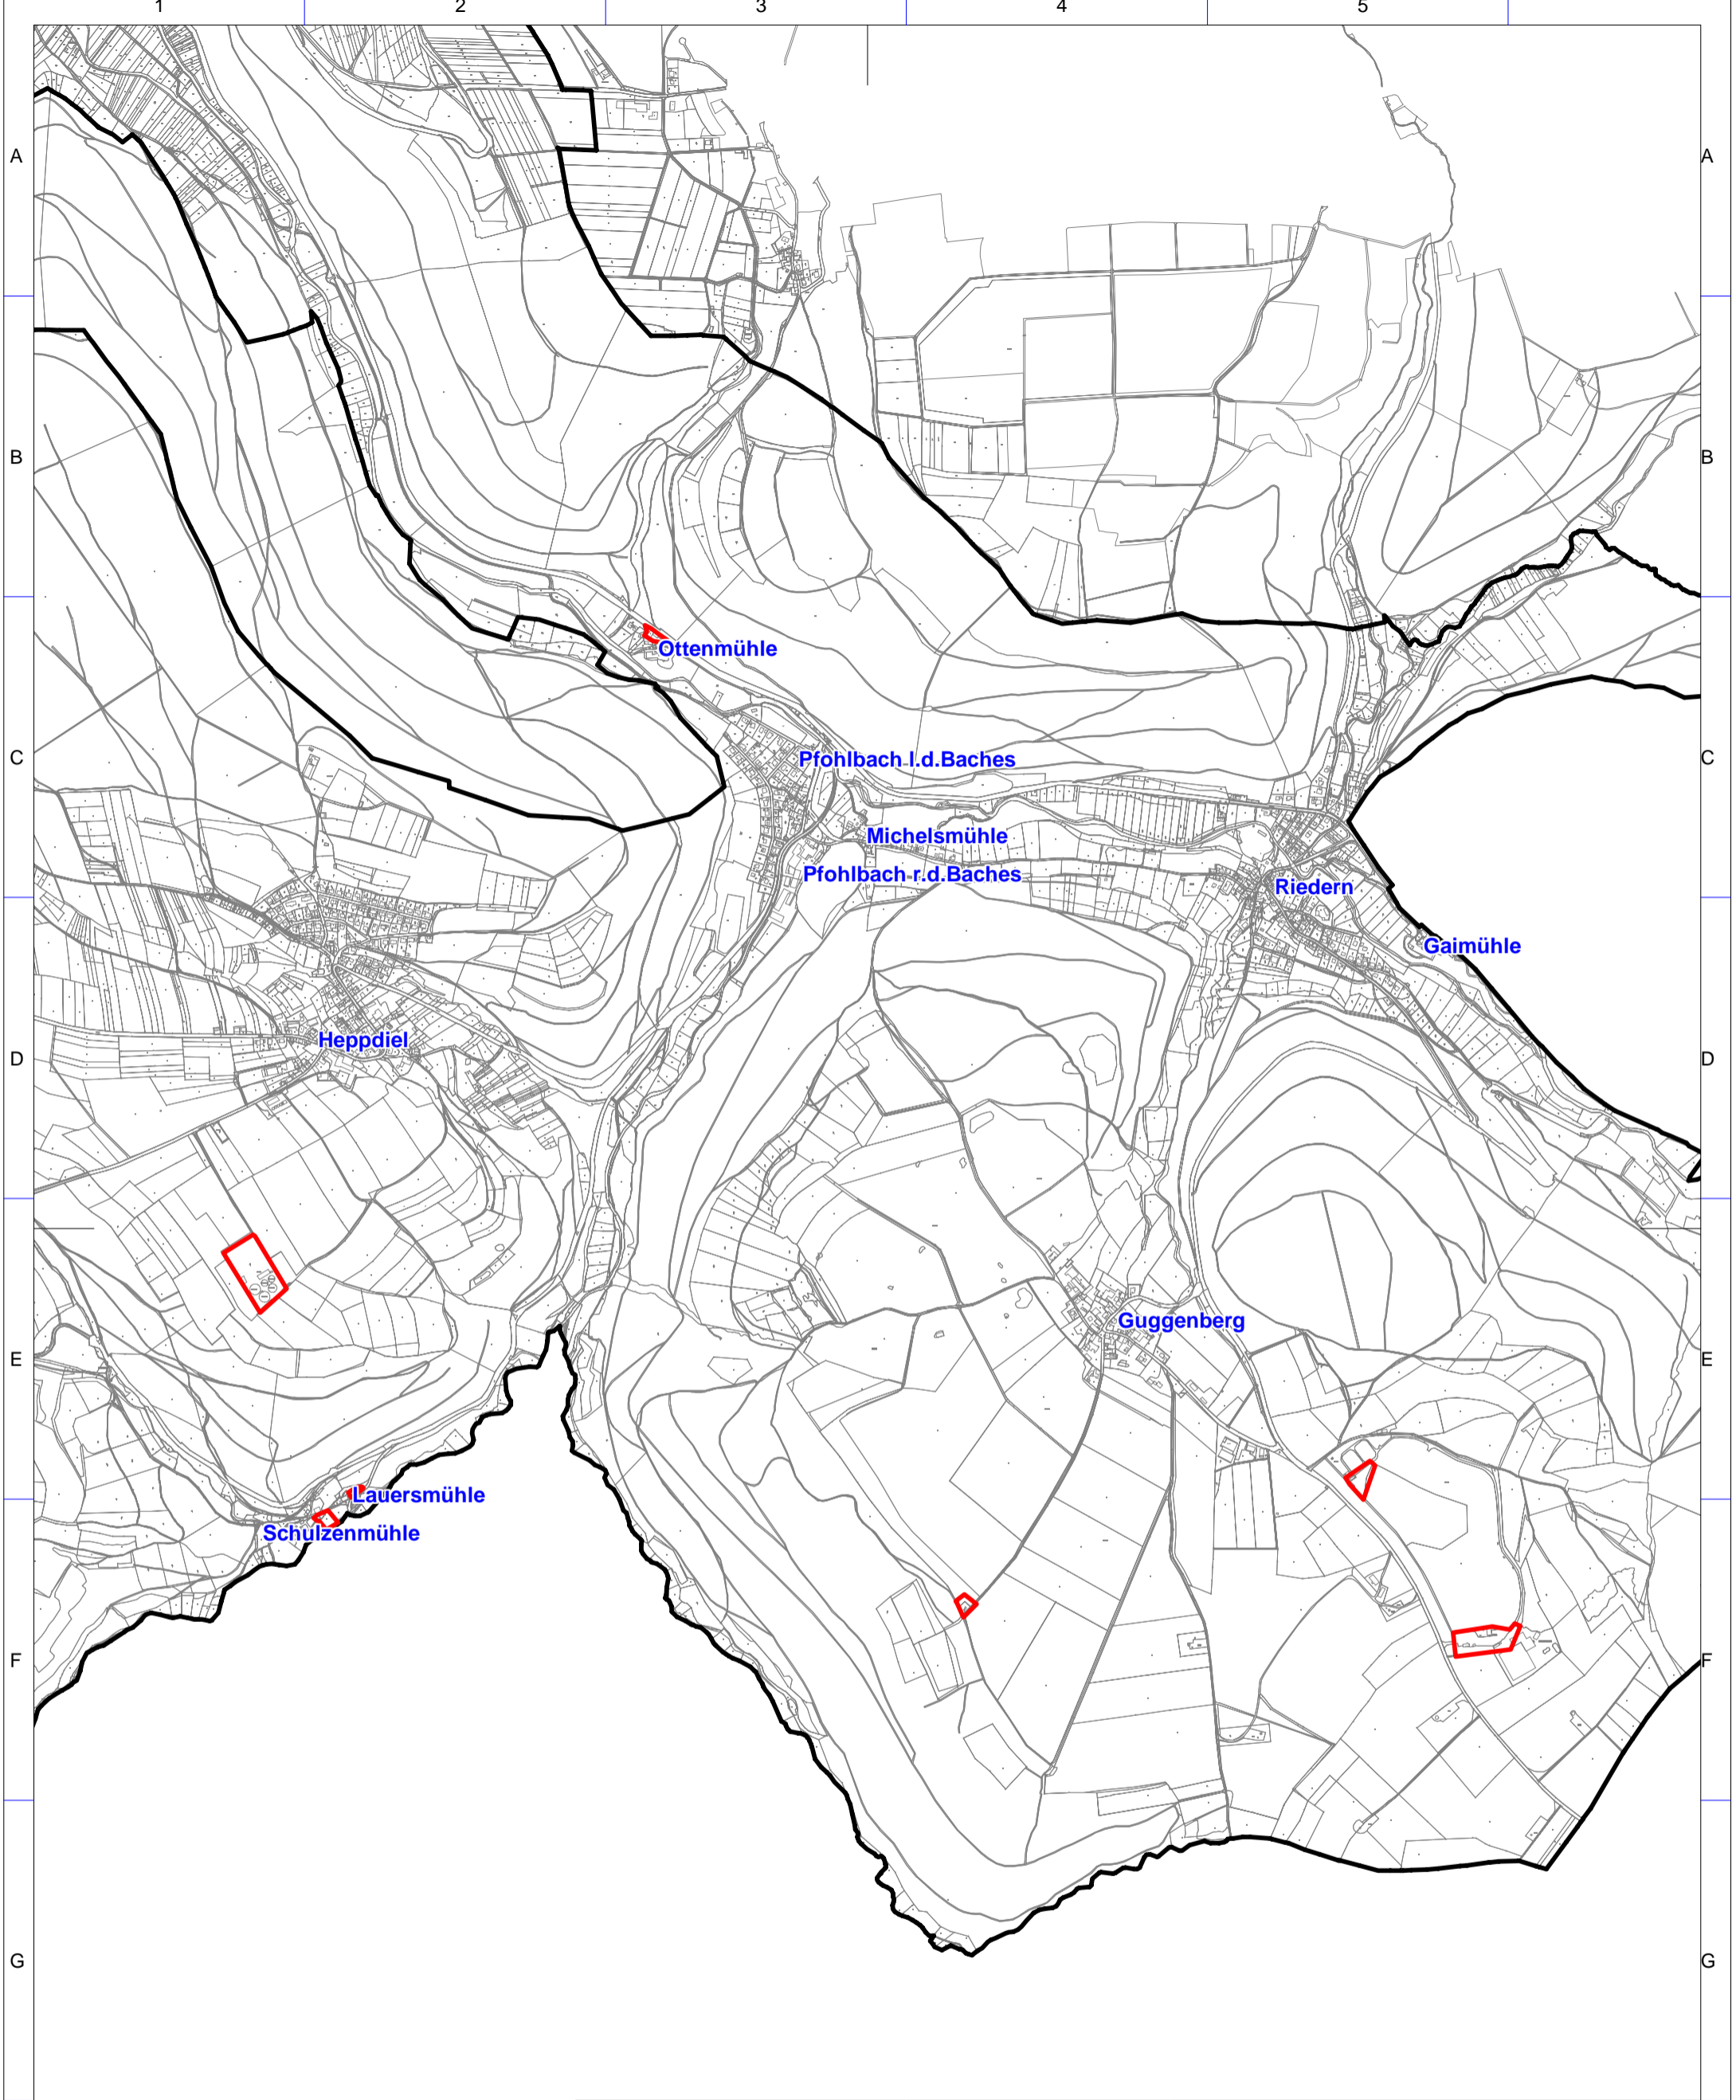 1 2 3 4 5
A A
B B
Ottenmühle
Pfohlbach l.d.Baches
C C
Michelsmühle
Pfohlbach r.d.Baches
Riedern
Gaimühle
Heppdiel
D D
Guggenberg
E E
Lauersmühle
Schulzenmühle
F F
G G